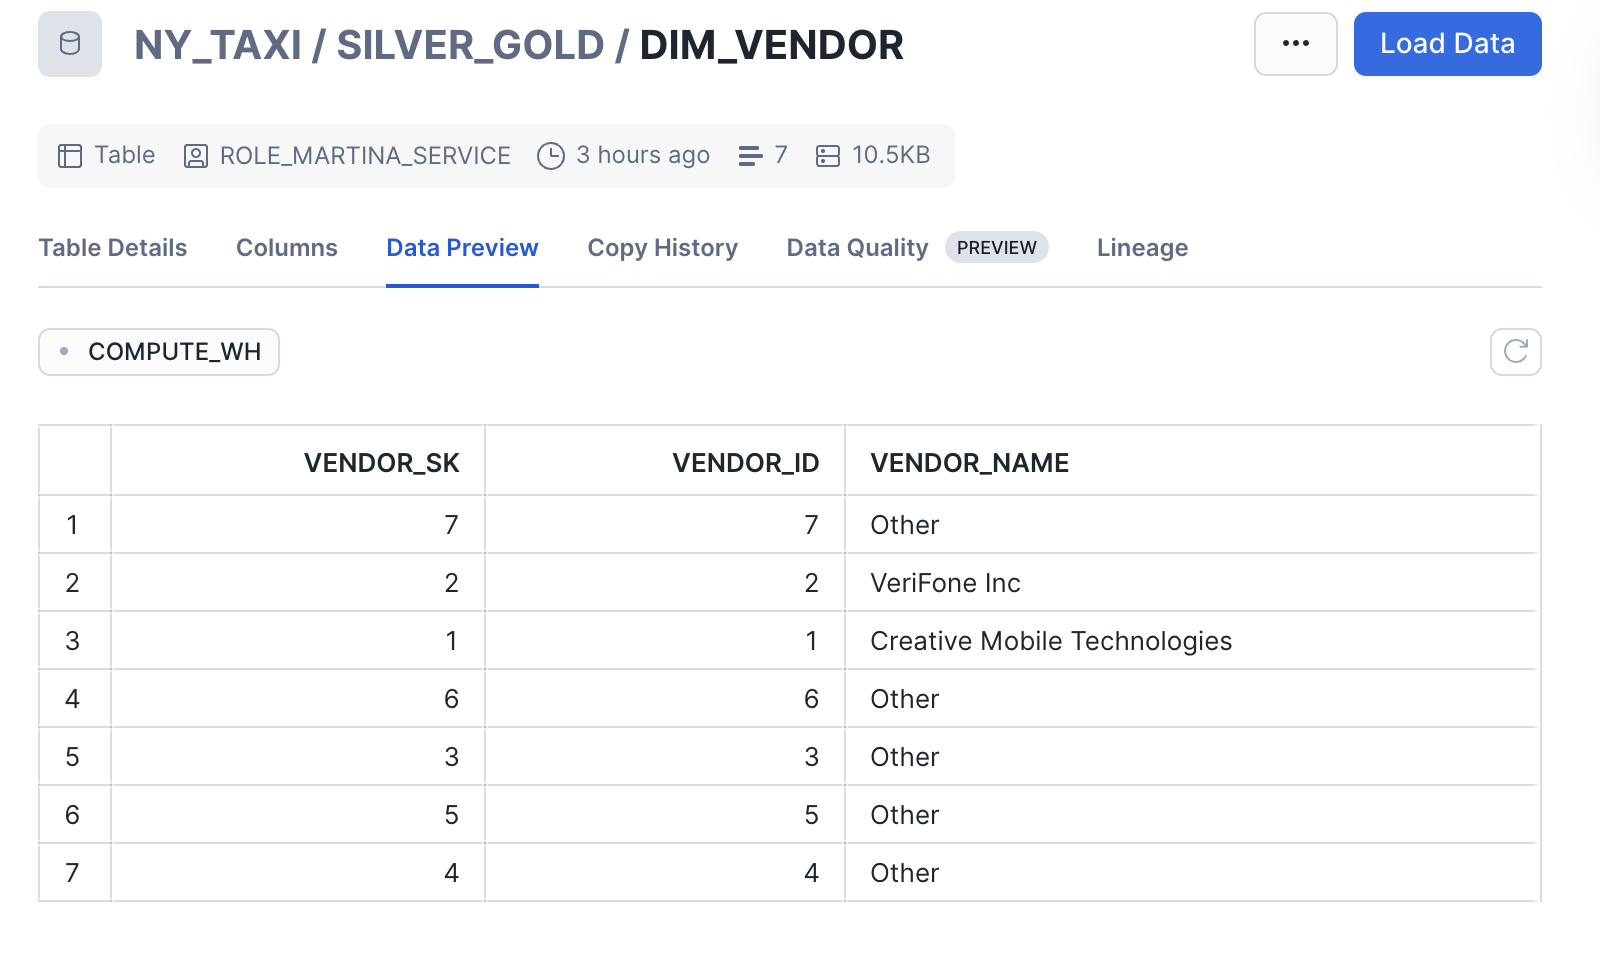 NY_TAXI / SILVER_GOLD / DIM_VENDOR
Load Data
Table ROLE_MARTINA_SERVICE 3 hours ago 7 10.5KB
Table Details Columns Data Preview Copy History Data Quality PREVIEW Lineage
COMPUTE_WH
VENDOR_SK VENDOR_ID VENDOR_NAME
1 7 7 Other
2 2 2 VeriFone Inc
3 1 1 Creative Mobile Technologies
4 6 6 Other
5 3 3 Other
6 5 5 Other
7 4 4 Other